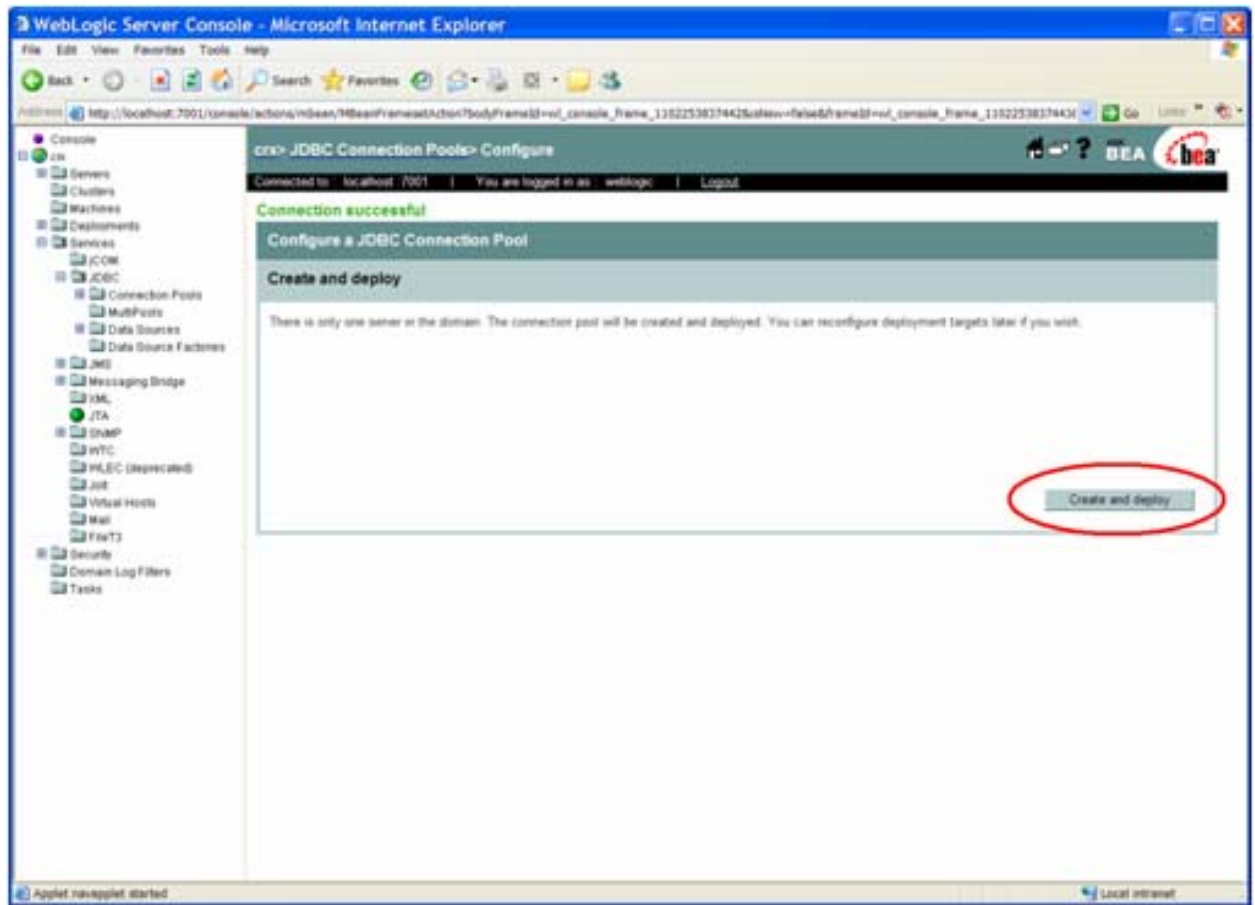 WebLogic Server Console - Microsoft Internet Explorer
File Edit View Favorites Tools Help
Back Search Favorites
Address Go Links
Console
crx
Servers
Clusters
Machines
Deployments
Services
jCOM
JDBC
Connection Pools
MultiPools
Data Sources
Data Source Factories
JMS
Messaging Bridge
XML
JTA
SNMP
WTC
WLEC (deprecated)
Jolt
Virtual Hosts
Mail
FileT3
Security
Domain Log Filters
Tasks
crx> JDBC Connection Pools> Configure
? BEA bea
Connected to : localhost :7001 | You are logged in as : weblogic | Logout
Connection successful
Configure a JDBC Connection Pool
Create and deploy
There is only one server in the domain. The connection pool will be created and deployed. You can reconfigure deployment targets later if you wish.
Create and deploy
Applet navapplet started
Local intranet